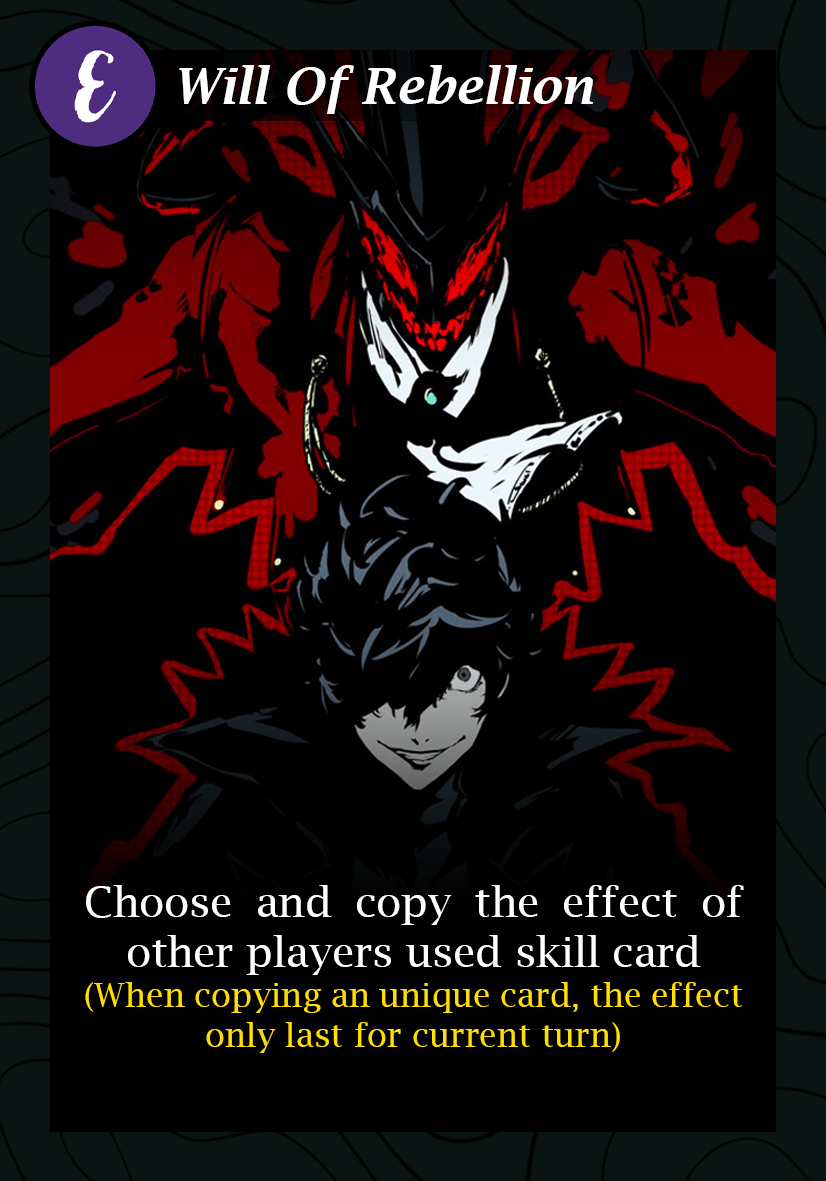 E
Will Of Rebellion
Choose and copy the effect of
other players used skill card
(When copying an unique card, the effect
only last for current turn)